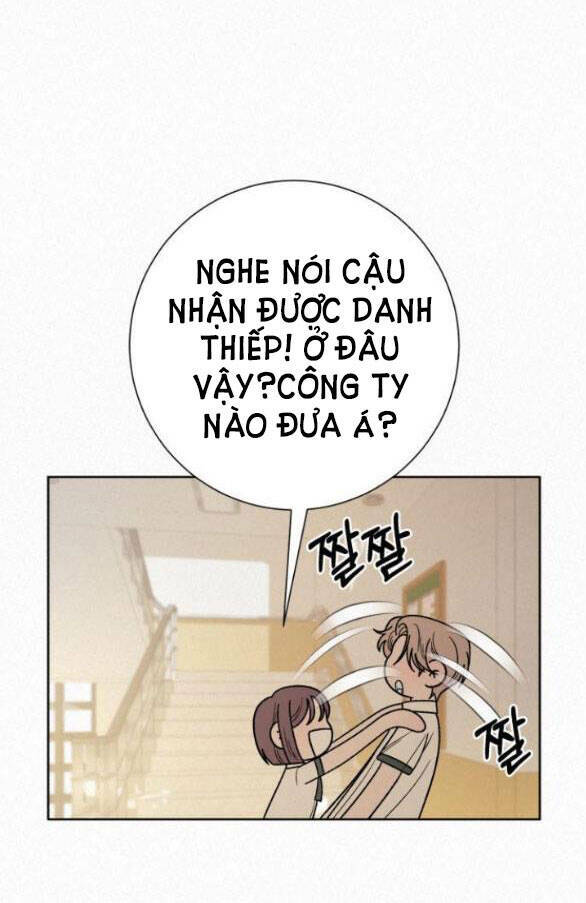 NGHE NÓI CẬU
NHẬN ĐƯỢC DANH
THIẾP! Ở ĐÂU
VẬY?CÔNG TY
NÀO ĐƯA Á?
짤짤
짤